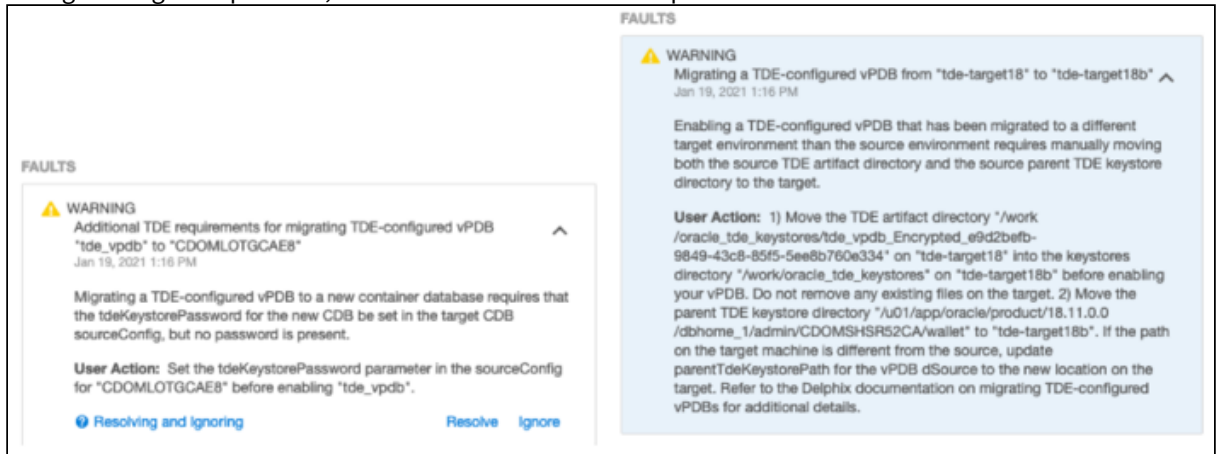 FAULTS
WARNING
Additional TDE requirements for migrating TDE-configured vPDB
"tde_vpdb" to "CDOMLOTGCAE8"
Jan 19, 2021 1:16 PM
Migrating a TDE-configured vPDB to a new container database requires that
the tdeKeystorePassword for the new CDB be set in the target CDB
sourceConfig, but no password is present.
User Action: Set the tdeKeystorePassword parameter in the sourceConfig
for "CDOMLOTGCAE8" before enabling "tde_vpdb".
Resolving and Ignoring
Resolve Ignore
FAULTS
WARNING
Migrating a TDE-configured vPDB from "tde-target18" to "tde-target18b"
Jan 19, 2021 1:16 PM
Enabling a TDE-configured vPDB that has been migrated to a different
target environment than the source environment requires manually moving
both the source TDE artifact directory and the source parent TDE keystore
directory to the target.
User Action: 1) Move the TDE artifact directory "/work
/oracle_tde_keystores/tde_vpdb_Encrypted_e9d2befb-
9849-43c8-85f5-5ee8b760e334" on "tde-target18" into the keystores
directory "/work/oracle_tde_keystores" on "tde-target18b" before enabling
your vPDB. Do not remove any existing files on the target. 2) Move the
parent TDE keystore directory "/u01/app/oracle/product/18.11.0.0
/dbhome_1/admin/CDOMSHSR52CA/wallet" to "tde-target18b". If the path
on the target machine is different from the source, update
parentTdeKeystorePath for the vPDB dSource to the new location on the
target. Refer to the Delphix documentation on migrating TDE-configured
vPDBs for additional details.